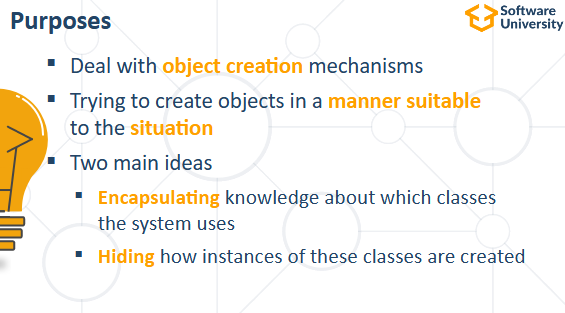 Purposes
Software
University
▪ Deal with object creation mechanisms
▪ Trying to create objects in a manner suitable
to the situation
▪ Two main ideas
▪ Encapsulating knowledge about which classes
the system uses
▪ Hiding how instances of these classes are created